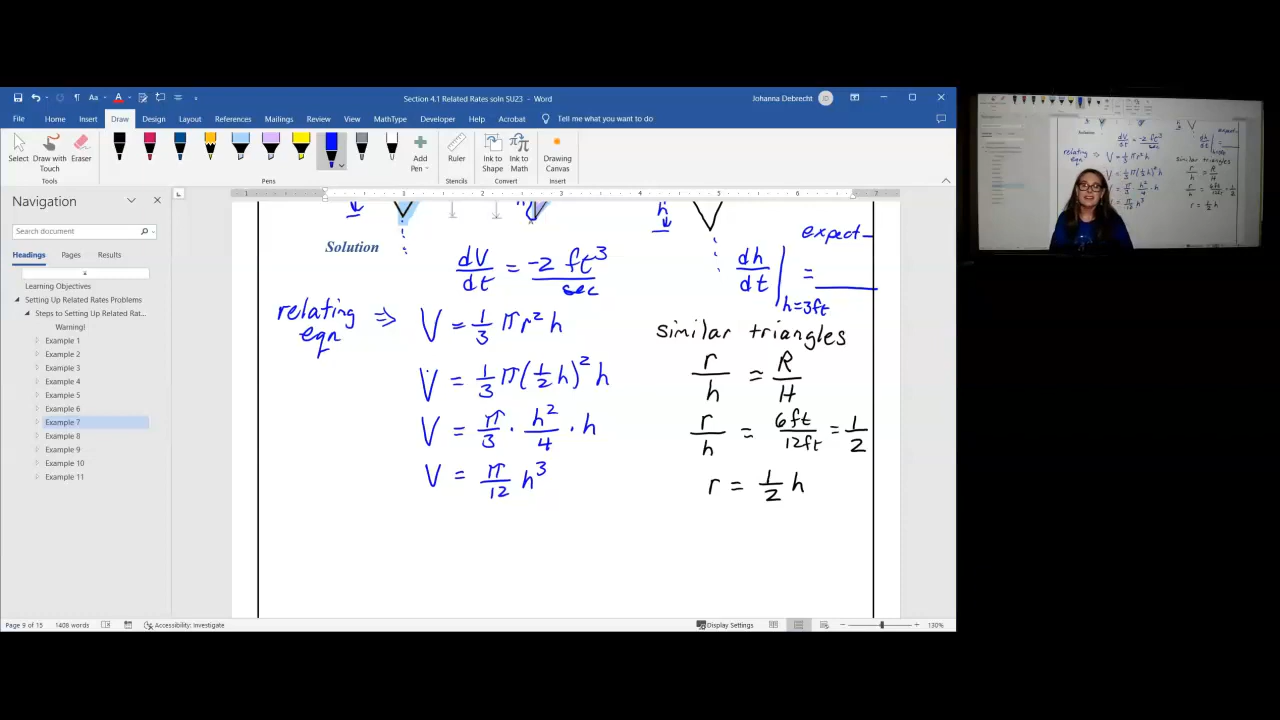 Section 4.1 Related Rates soln SU23 - Word
Johanna Debrecht
File Home Insert Draw Design Layout References Mailings Review View MathType Developer Help Acrobat Tell me what you want to do
Select
Draw with Touch
Eraser
Add Pen
Ruler
Ink to Shape
Ink to Math
Drawing Canvas
Tools Pens Stencils Convert Insert
Navigation
Search document
Headings Pages Results
Learning Objectives
Setting Up Related Rates Problems
Steps to Setting Up Related Rat...
Warning!
Example 1
Example 2
Example 3
Example 4
Example 5
Example 6
Example 7
Example 8
Example 9
Example 10
Example 11
h
expect –
Solution
dV/dt = -2 ft³/sec
dh/dt | h=3ft = ____
relating eqn ⇒ V = 1/3 πr² h
similar triangles
V = 1/3 π(1/2 h)² h
r/h = R/H
V = π/3 · h²/4 · h
r/h = 6ft/12ft = 1/2
V = π/12 h³
r = 1/2 h
Page 9 of 15 1408 words Accessibility: Investigate
Display Settings 130%